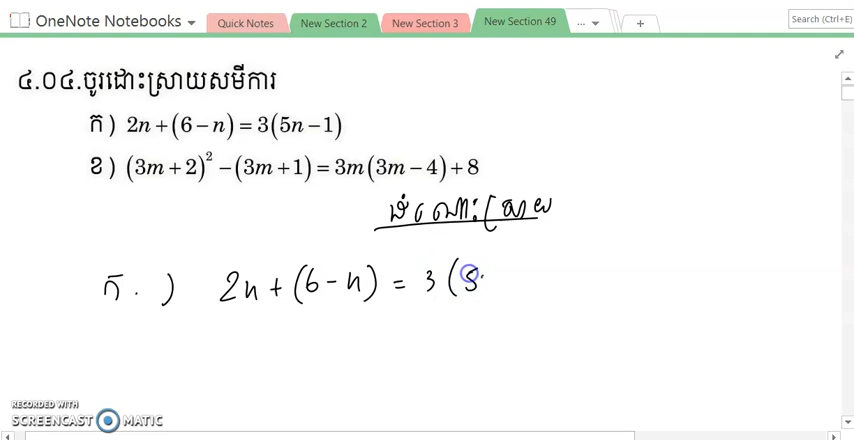 OneNote Notebooks Quick Notes New Section 2 New Section 3 New Section 49 ... + Search (Ctrl+E)
៤.០៤.ចូរដោះស្រាយសមីការ
ក) 2n+(6−n)=3(5n−1)
ខ) (3m+2)²−(3m+1)=3m(3m−4)+8
ដំណោះស្រាយ
ក.) 2n+(6−n)=3(5
RECORDED WITH
SCREENCAST MATIC